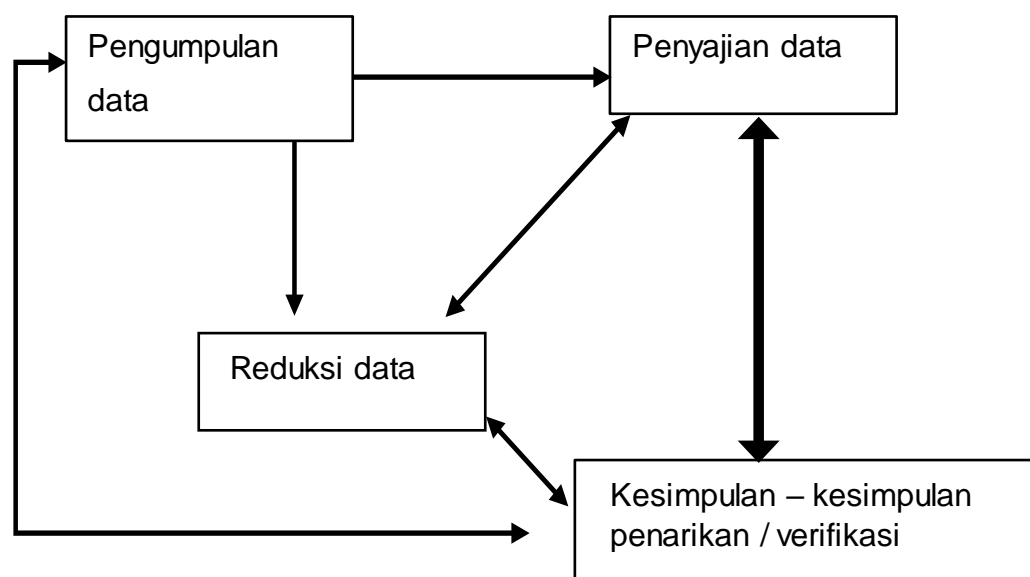 Pengumpulan
data
Penyajian data
Reduksi data
Kesimpulan – kesimpulan
penarikan / verifikasi